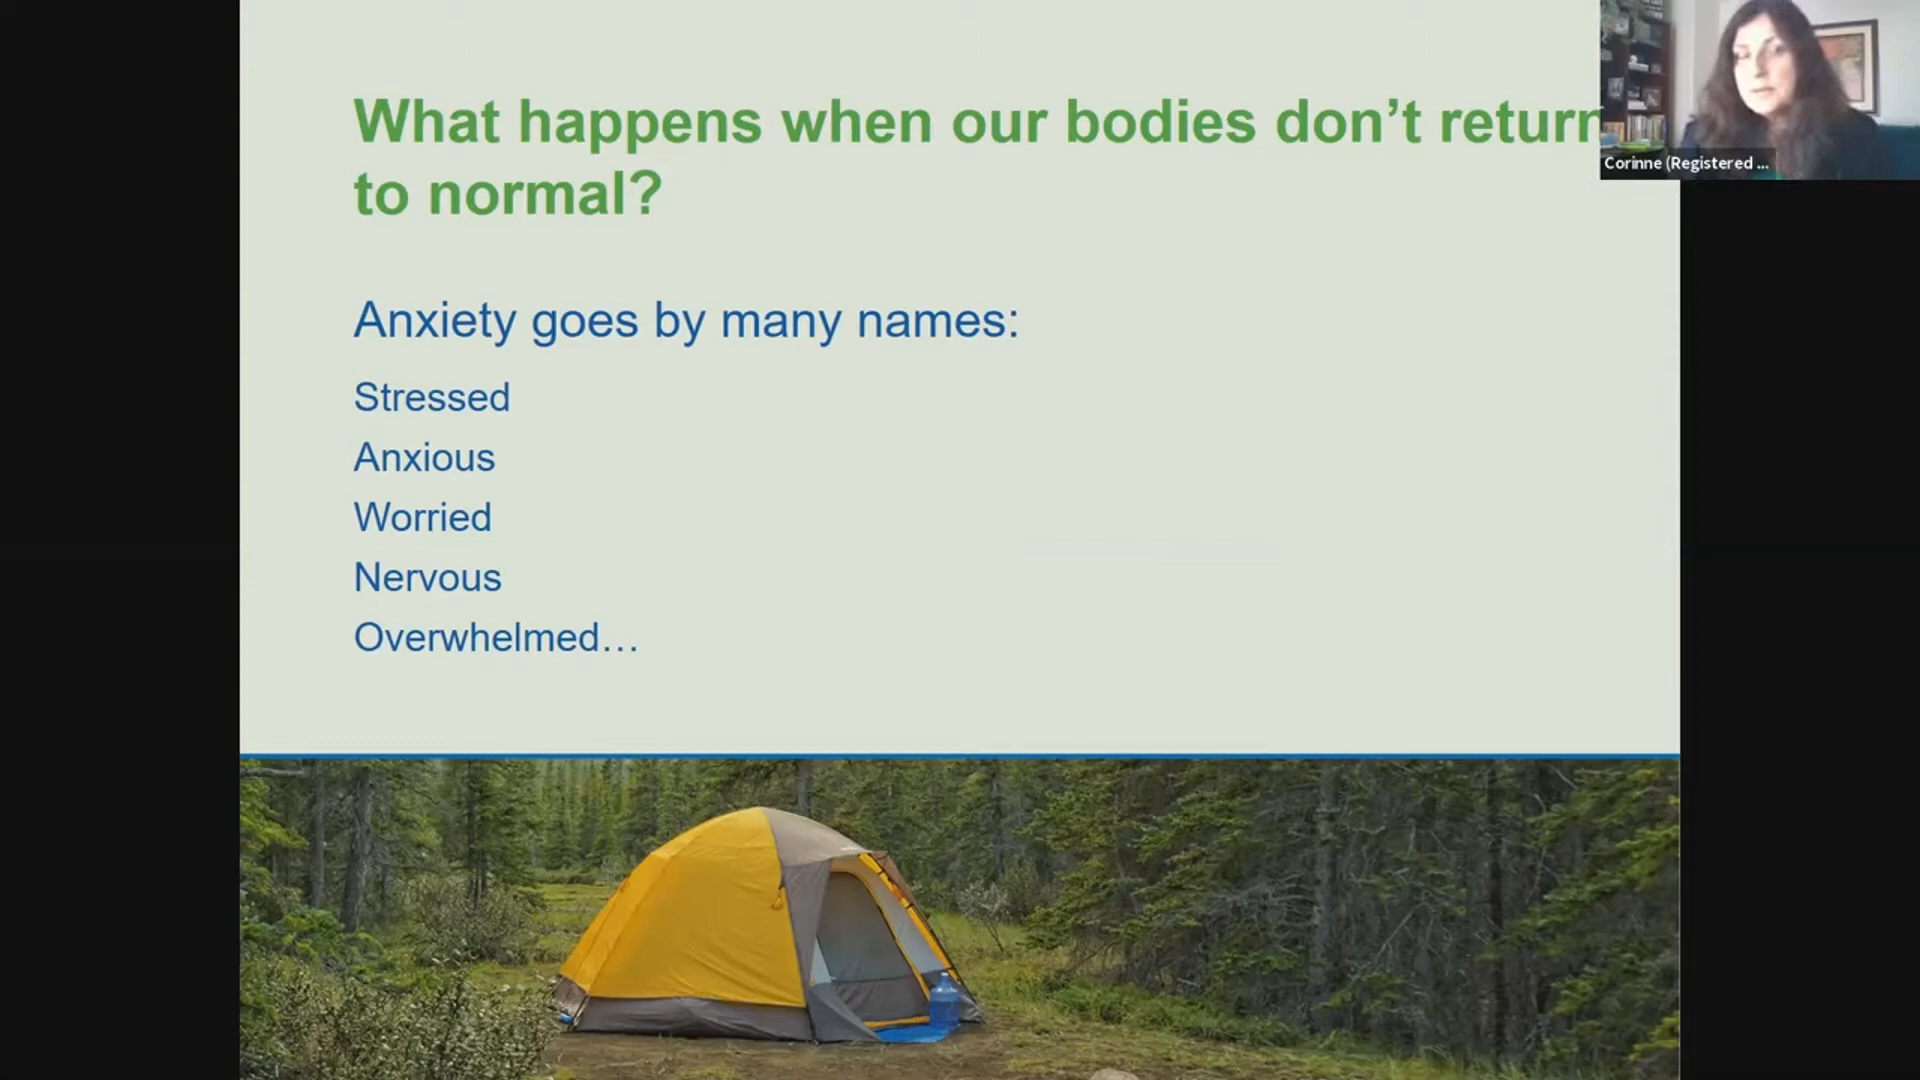 What happens when our bodies don’t return
to normal?
Corinne (Registered ...
Anxiety goes by many names:
Stressed
Anxious
Worried
Nervous
Overwhelmed…